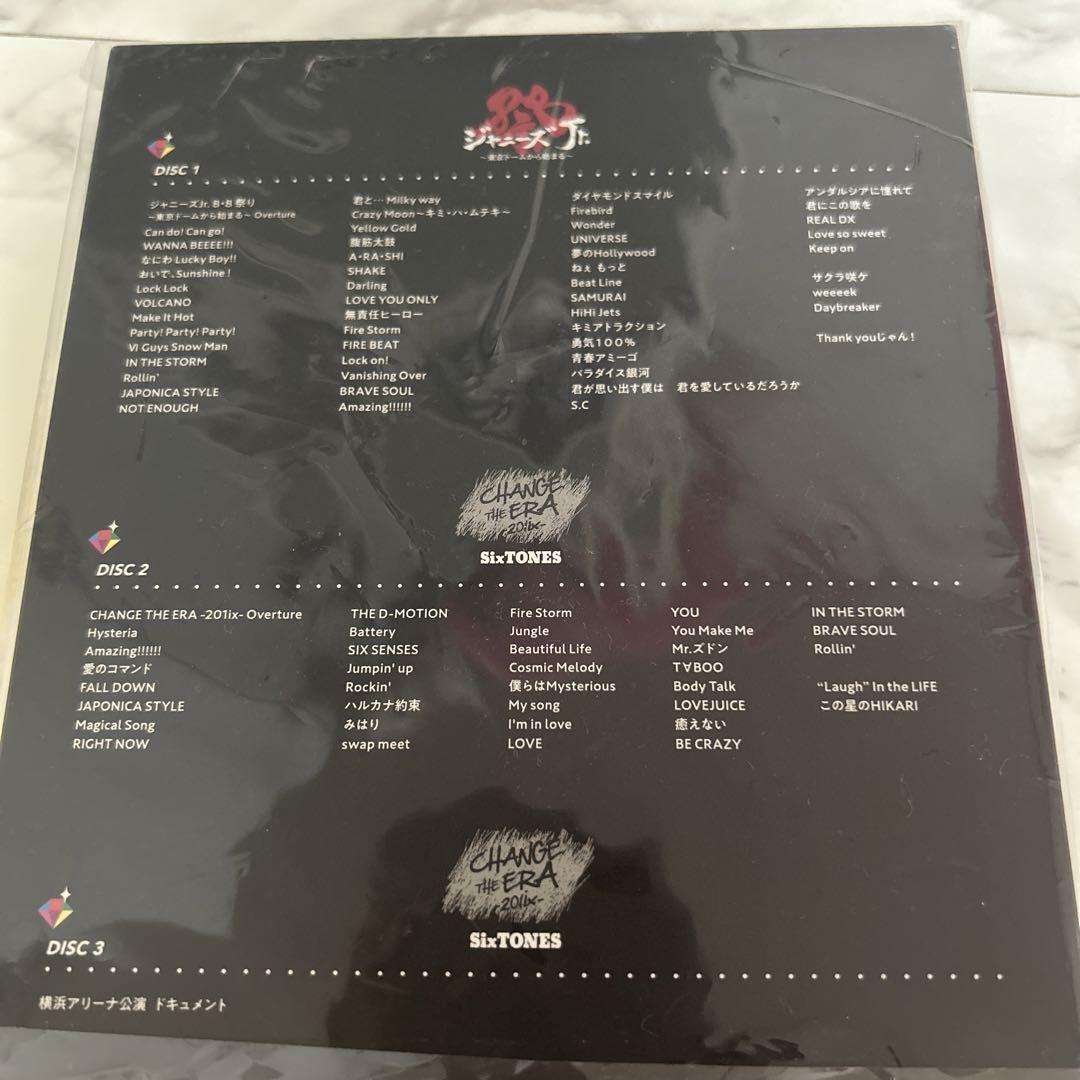 祭
ジャニーズJr.
～東京ドームから始まる～
DISC 1
ジャニーズJr. 8・8 祭り
～東京ドームから始まる～ Overture
Can do! Can go!
WANNA BEEEE!!!
なにわ Lucky Boy!!
おいで、Sunshine!
Lock Lock
VOLCANO
Make It Hot
Party! Party! Party!
Vi Guys Snow Man
IN THE STORM
Rollin'
JAPONICA STYLE
NOT ENOUGH
君と…Milky way
Crazy Moon～キミ・ハ・ムテキ～
Yellow Gold
腹筋太鼓
A・RA・SHI
SHAKE
Darling
LOVE YOU ONLY
無責任ヒーロー
Fire Storm
FIRE BEAT
Lock on!
Vanishing Over
BRAVE SOUL
Amazing!!!!!!
ダイヤモンドスマイル
Firebird
Wonder
UNIVERSE
夢のHollywood
ねぇ もっと
Beat Line
SAMURAI
HiHi Jets
キミアトラクション
勇気100%
青春アミーゴ
パラダイス銀河
君が思い出す僕は 君を愛しているだろうか
S.C
アンダルシアに憧れて
君にこの歌を
REAL DX
Love so sweet
Keep on
サクラ咲ケ
weeeek
Daybreaker
Thank youじゃん!
CHANGE
THE ERA
-201ix-
SixTONES
DISC 2
CHANGE THE ERA -201ix- Overture
Hysteria
Amazing!!!!!!
愛のコマンド
FALL DOWN
JAPONICA STYLE
Magical Song
RIGHT NOW
THE D-MOTION
Battery
SIX SENSES
Jumpin' up
Rockin'
ハルカナ約束
みはり
swap meet
Fire Storm
Jungle
Beautiful Life
Cosmic Melody
僕らはMysterious
My song
I'm in love
LOVE
YOU
You Make Me
Mr.ズドン
T∀BOO
Body Talk
LOVEJUICE
癒えない
BE CRAZY
IN THE STORM
BRAVE SOUL
Rollin'
“Laugh” In the LIFE
この星のHIKARI
CHANGE
THE ERA
-201ix-
SixTONES
DISC 3
横浜アリーナ公演 ドキュメント